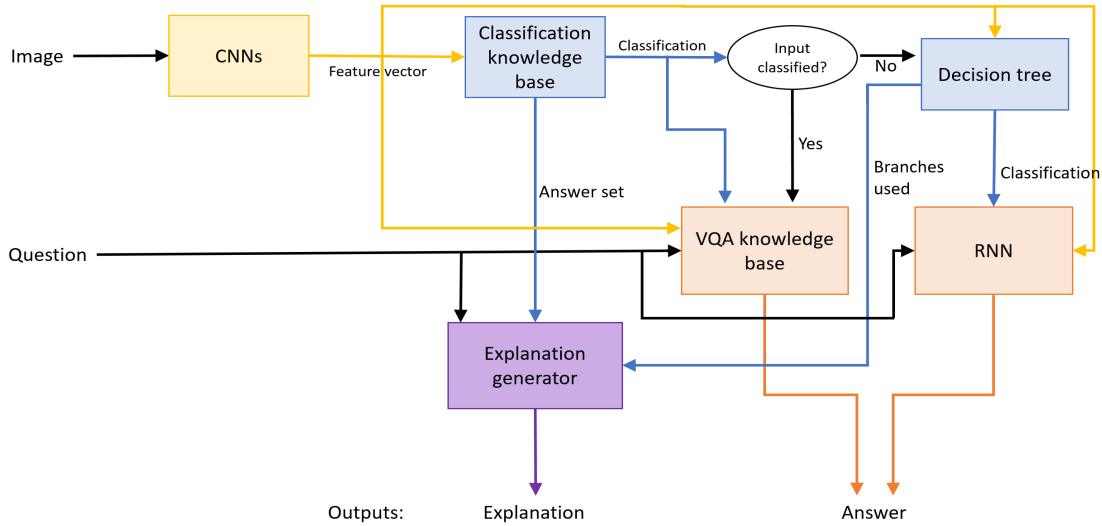 Image
CNNs
Feature vector
Classification
knowledge
base
Classification
Input
classified?
No
Decision tree
Yes
Branches
used
Classification
Answer set
Question
VQA knowledge
base
RNN
Explanation
generator
Outputs:
Explanation
Answer